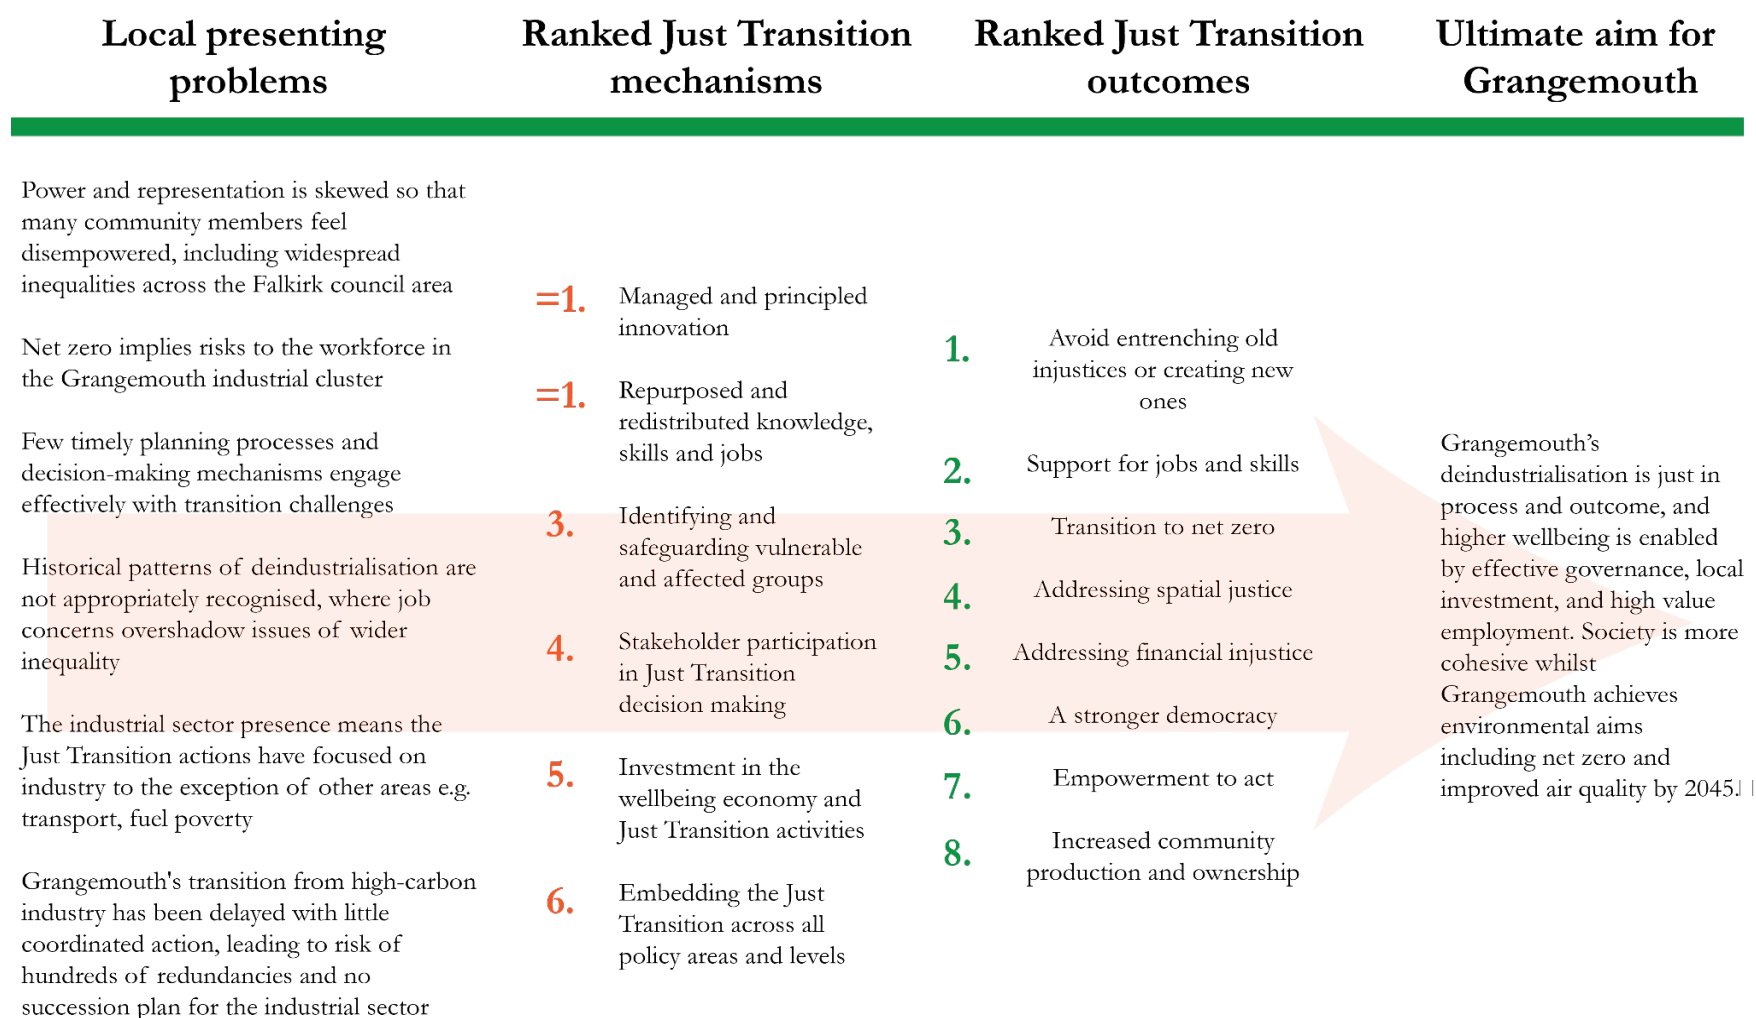 Local presenting
problems
Ranked Just Transition
mechanisms
Ranked Just Transition
outcomes
Ultimate aim for
Grangemouth
Power and representation is skewed so that
many community members feel
disempowered, including widespread
inequalities across the Falkirk council area
Net zero implies risks to the workforce in
the Grangemouth industrial cluster
Few timely planning processes and
decision-making mechanisms engage
effectively with transition challenges
Historical patterns of deindustrialisation are
not appropriately recognised, where job
concerns overshadow issues of wider
inequality
The industrial sector presence means the
Just Transition actions have focused on
industry to the exception of other areas e.g.
transport, fuel poverty
Grangemouth's transition from high-carbon
industry has been delayed with little
coordinated action, leading to risk of
hundreds of redundancies and no
succession plan for the industrial sector
=1. Managed and principled
innovation
=1. Repurposed and
redistributed knowledge,
skills and jobs
3. Identifying and
safeguarding vulnerable
and affected groups
4. Stakeholder participation
in Just Transition
decision making
5. Investment in the
wellbeing economy and
Just Transition activities
6. Embedding the Just
Transition across all
policy areas and levels
1. Avoid entrenching old
injustices or creating new
ones
2. Support for jobs and skills
3. Transition to net zero
4. Addressing spatial justice
5. Addressing financial injustice
6. A stronger democracy
7. Empowerment to act
8. Increased community
production and ownership
Grangemouth’s
deindustrialisation is just in
process and outcome, and
higher wellbeing is enabled
by effective governance, local
investment, and high value
employment. Society is more
cohesive whilst
Grangemouth achieves
environmental aims
including net zero and
improved air quality by 2045.